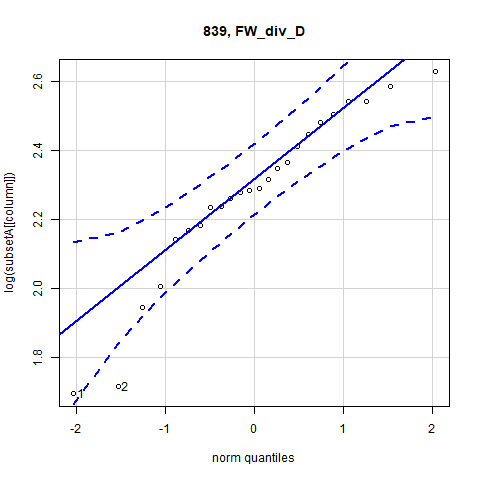 839, FW_div_D
log(subsetA[[column]])
2.6
2.4
2.2
2.0
1.8
1
2
-2 -1 0 1 2
norm quantiles